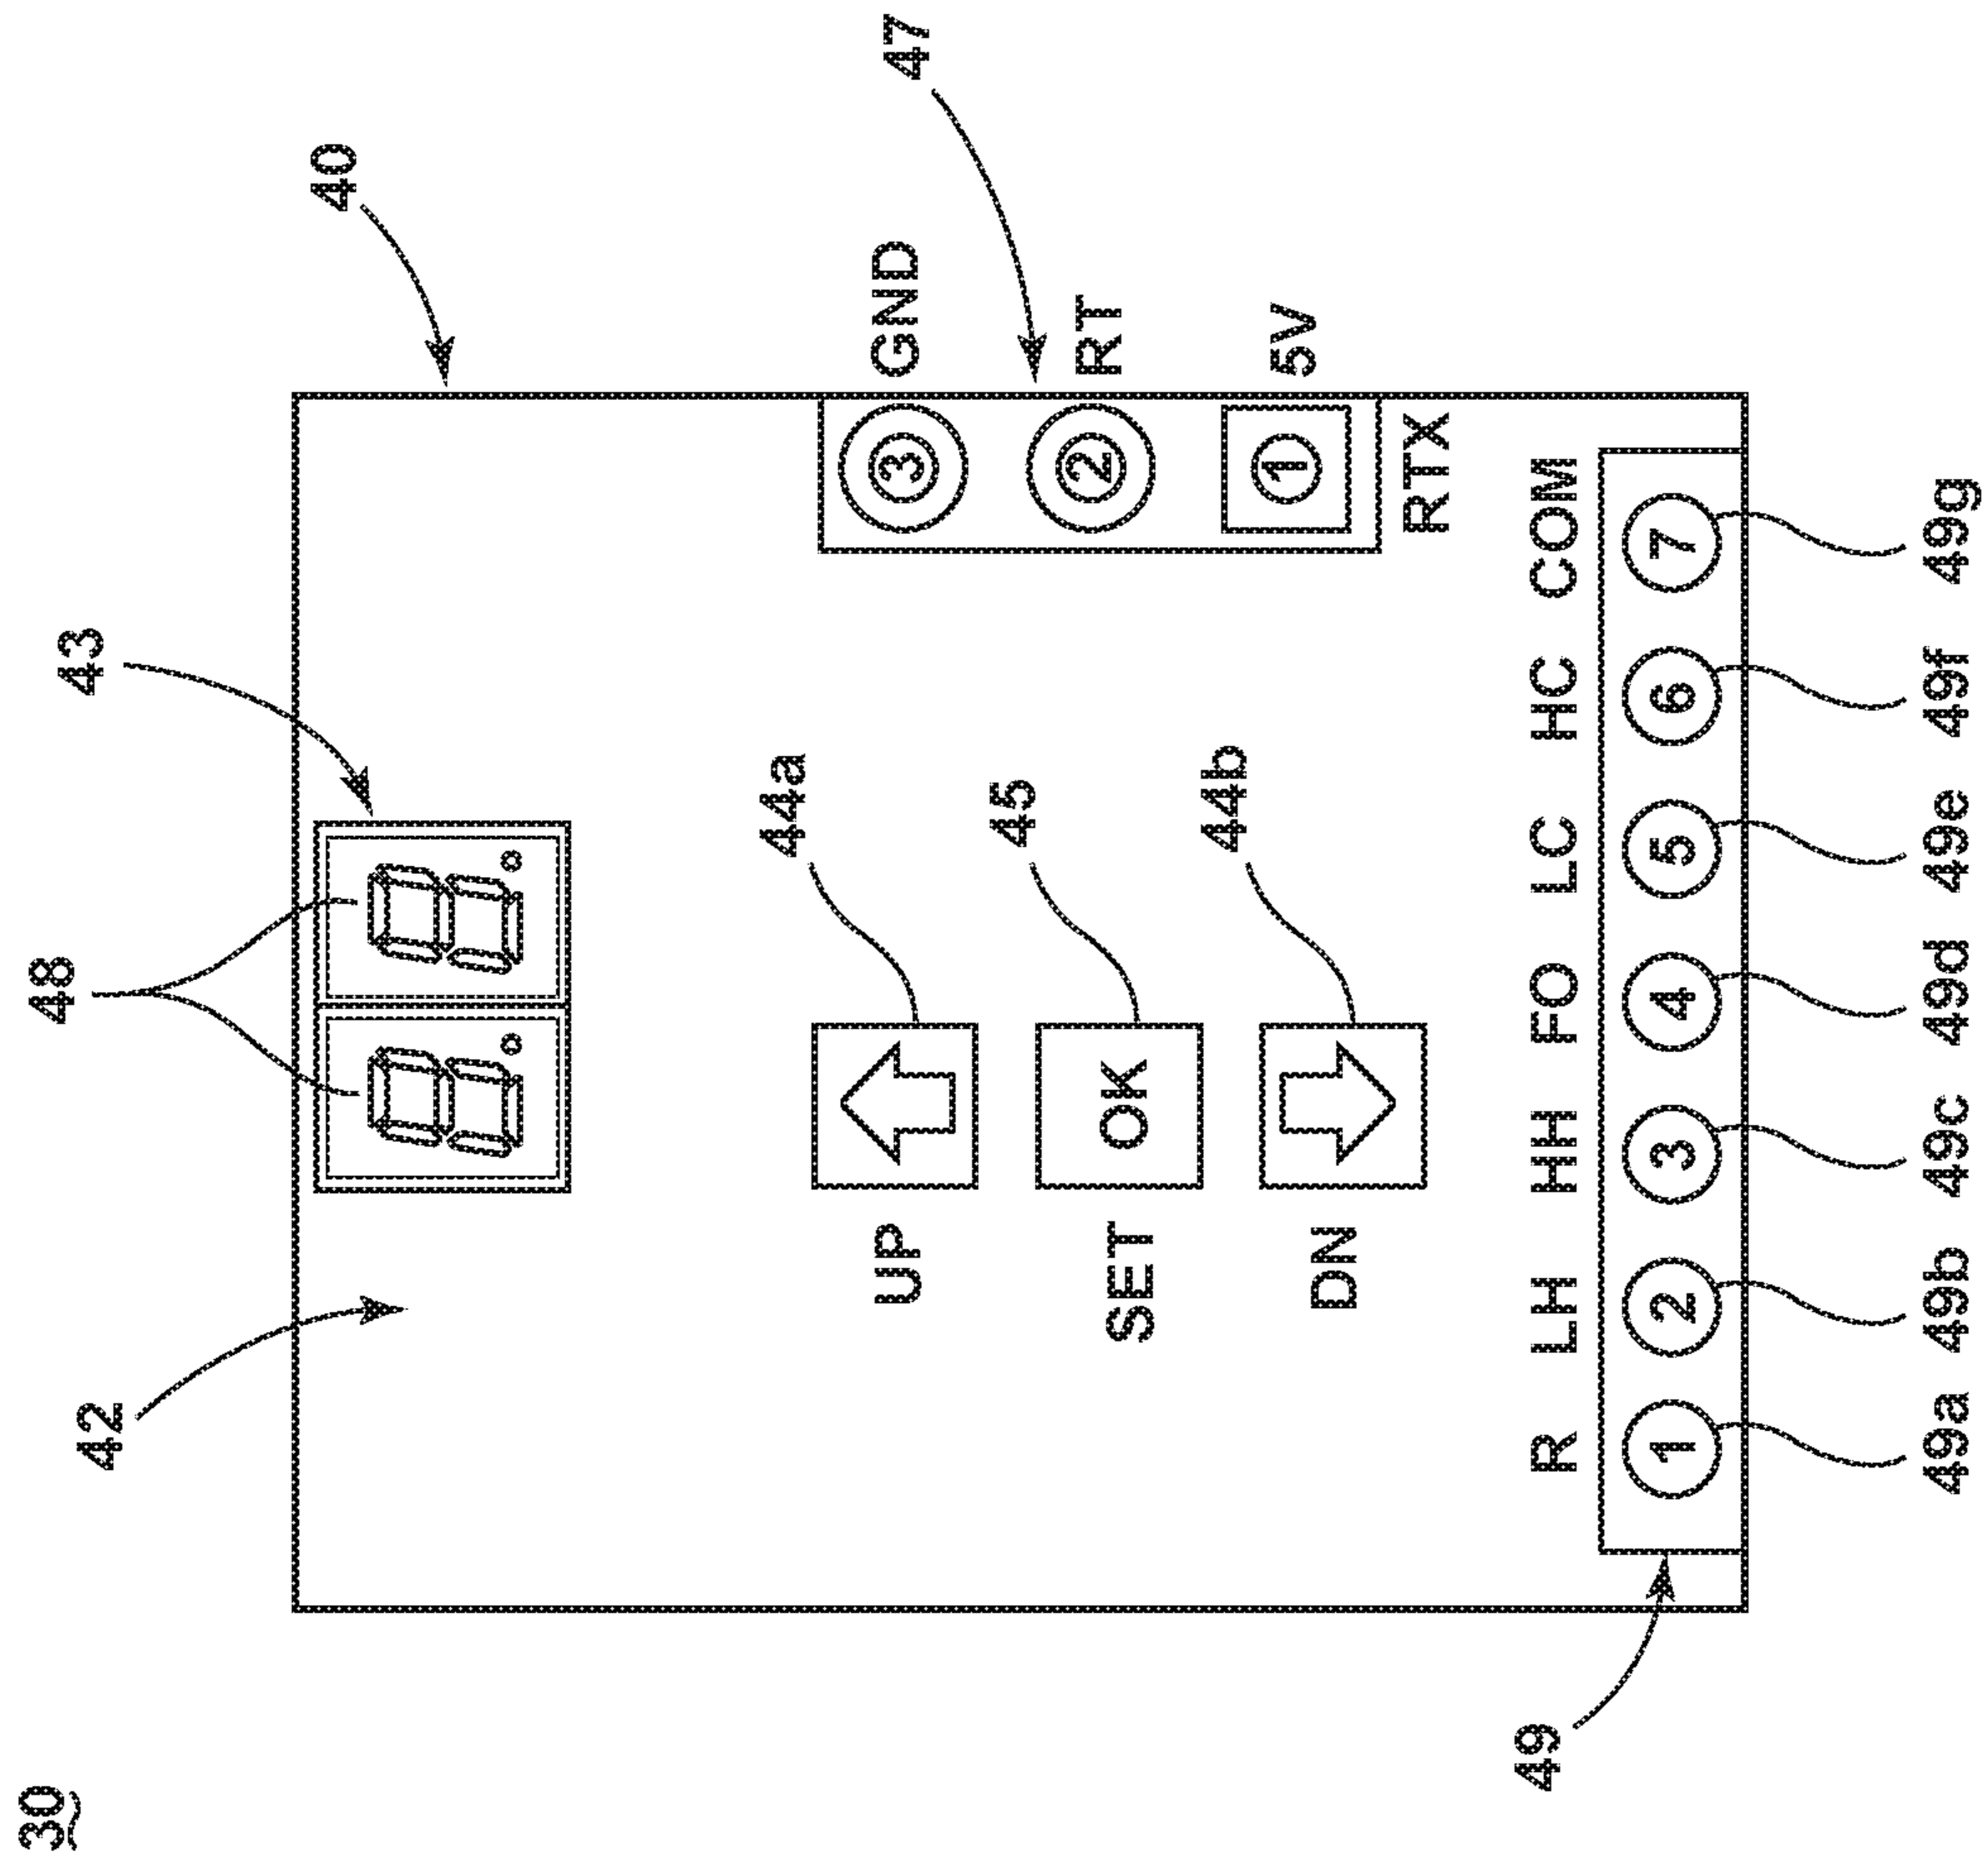 30
42
48
43
40
47
44a
45
44b
UP
SET
OK
DN
3 GND
2 RT
1 5V
RTX
R LH HH FO LC HC COM
1 2 3 4 5 6 7
49
49a 49b 49c 49d 49e 49f 49g